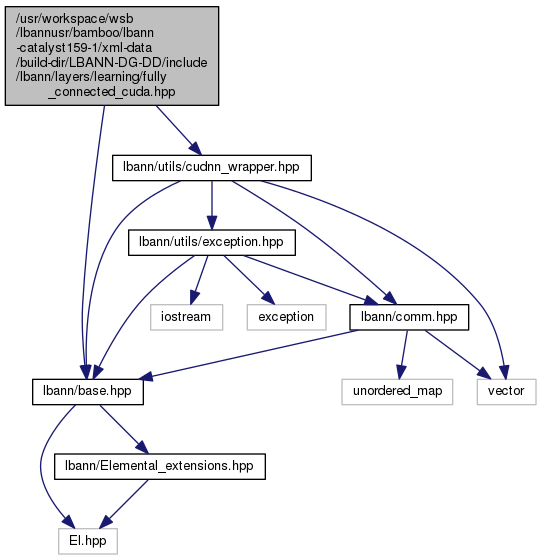 /usr/workspace/wsb
/lbannusr/bamboo/lbann
-catalyst159-1/xml-data
/build-dir/LBANN-DG-DD/include
/lbann/layers/learning/fully
_connected_cuda.hpp
lbann/utils/cudnn_wrapper.hpp
lbann/utils/exception.hpp
iostream
exception
lbann/comm.hpp
lbann/base.hpp
unordered_map
vector
lbann/Elemental_extensions.hpp
El.hpp